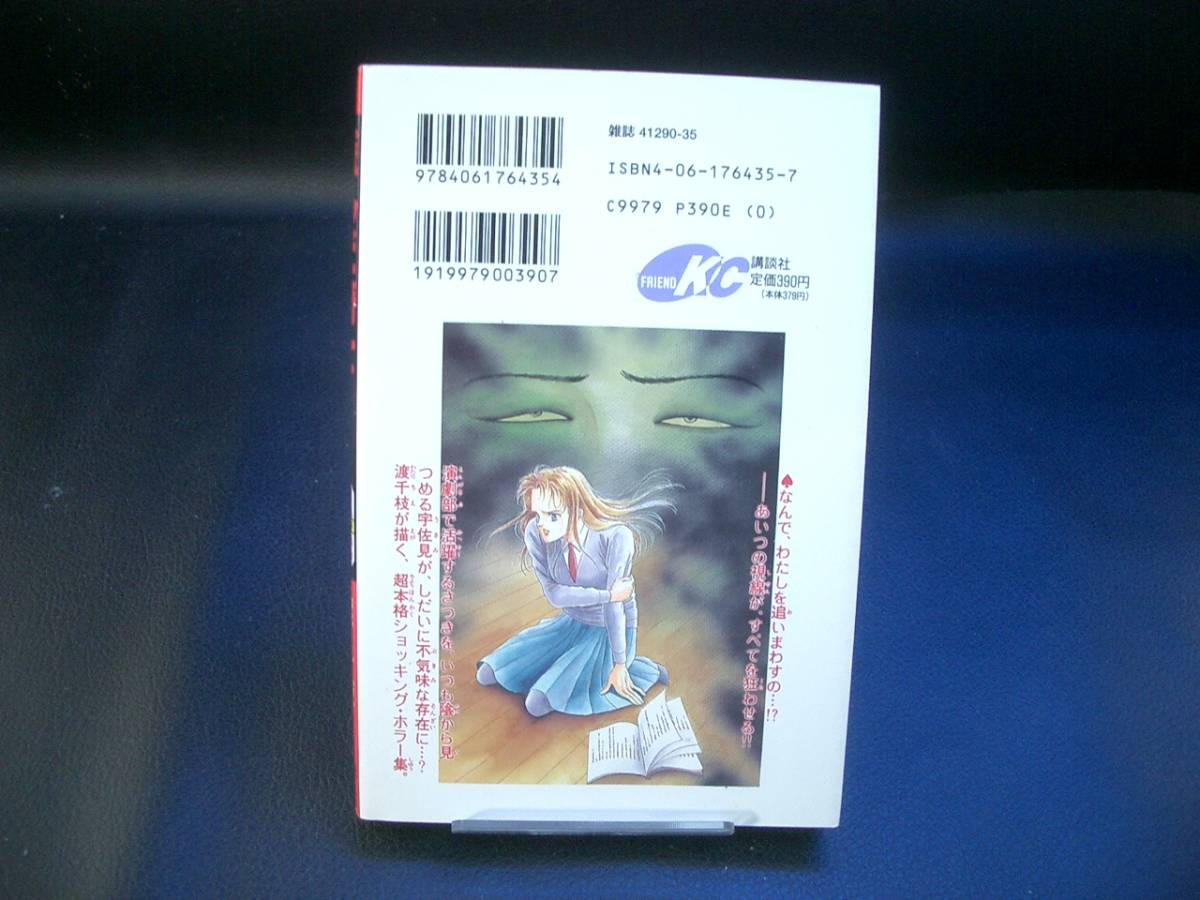 9784061764354
雑誌 41290-35
ISBN4-06-176435-7
C9979 P390E (0)
1919979003907
FRIEND KC
講談社
定価390円
(本体379円)
♠なんで、わたしを追いまわすの…!?
──あいつの視線が、すべてを狂わせる!!
演劇部で活躍するさつきを、いつも陰から見
つめる宇佐見が、しだいに不気味な存在に…?
渡千枝が描く、超本格ショッキング・ホラー集。